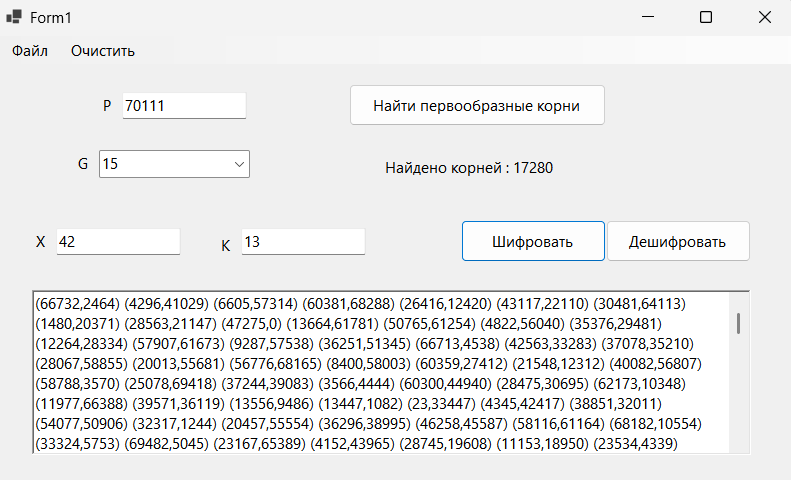 Form1
Файл Очистить
P 70111 Найти первообразные корни
G 15 Найдено корней : 17280
X 42 К 13 Шифровать Дешифровать
(66732,2464) (4296,41029) (6605,57314) (60381,68288) (26416,12420) (43117,22110) (30481,64113)
(1480,20371) (28563,21147) (47275,0) (13664,61781) (50765,61254) (4822,56040) (35376,29481)
(12264,28334) (57907,61673) (9287,57538) (36251,51345) (66713,4538) (42563,33283) (37078,35210)
(28067,58855) (20013,55681) (56776,68165) (8400,58003) (60359,27412) (21548,12312) (40082,56807)
(58788,3570) (25078,69418) (37244,39083) (3566,4444) (60300,44940) (28475,30695) (62173,10348)
(11977,66388) (39571,36119) (13556,9486) (13447,1082) (23,33447) (4345,42417) (38851,32011)
(54077,50906) (32317,1244) (20457,55554) (36296,38995) (46258,45587) (58116,61164) (68182,10554)
(33324,5753) (69482,5045) (23167,65389) (4152,43965) (28745,19608) (11153,18950) (23534,4339)